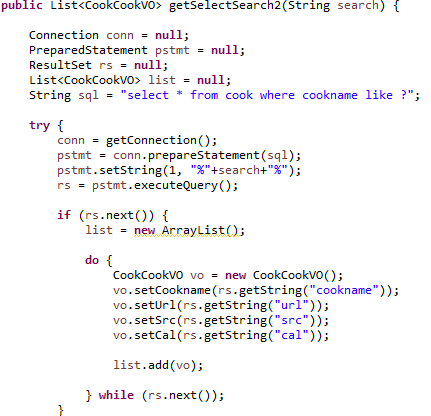 public List<CookCookVO> getSelectSearch2(String search) {
Connection conn = null;
PreparedStatement pstmt = null;
ResultSet rs = null;
List<CookCookVO> list = null;
String sql = "select * from cook where cookname like ?";
try {
conn = getConnection();
pstmt = conn.prepareStatement(sql);
pstmt.setString(1, "%"+search+"%");
rs = pstmt.executeQuery();
if (rs.next()) {
list = new ArrayList();
do {
CookCookVO vo = new CookCookVO();
vo.setCookname(rs.getString("cookname"));
vo.setUrl(rs.getString("url"));
vo.setSrc(rs.getString("src"));
vo.setCal(rs.getString("cal"));
list.add(vo);
} while (rs.next());
}